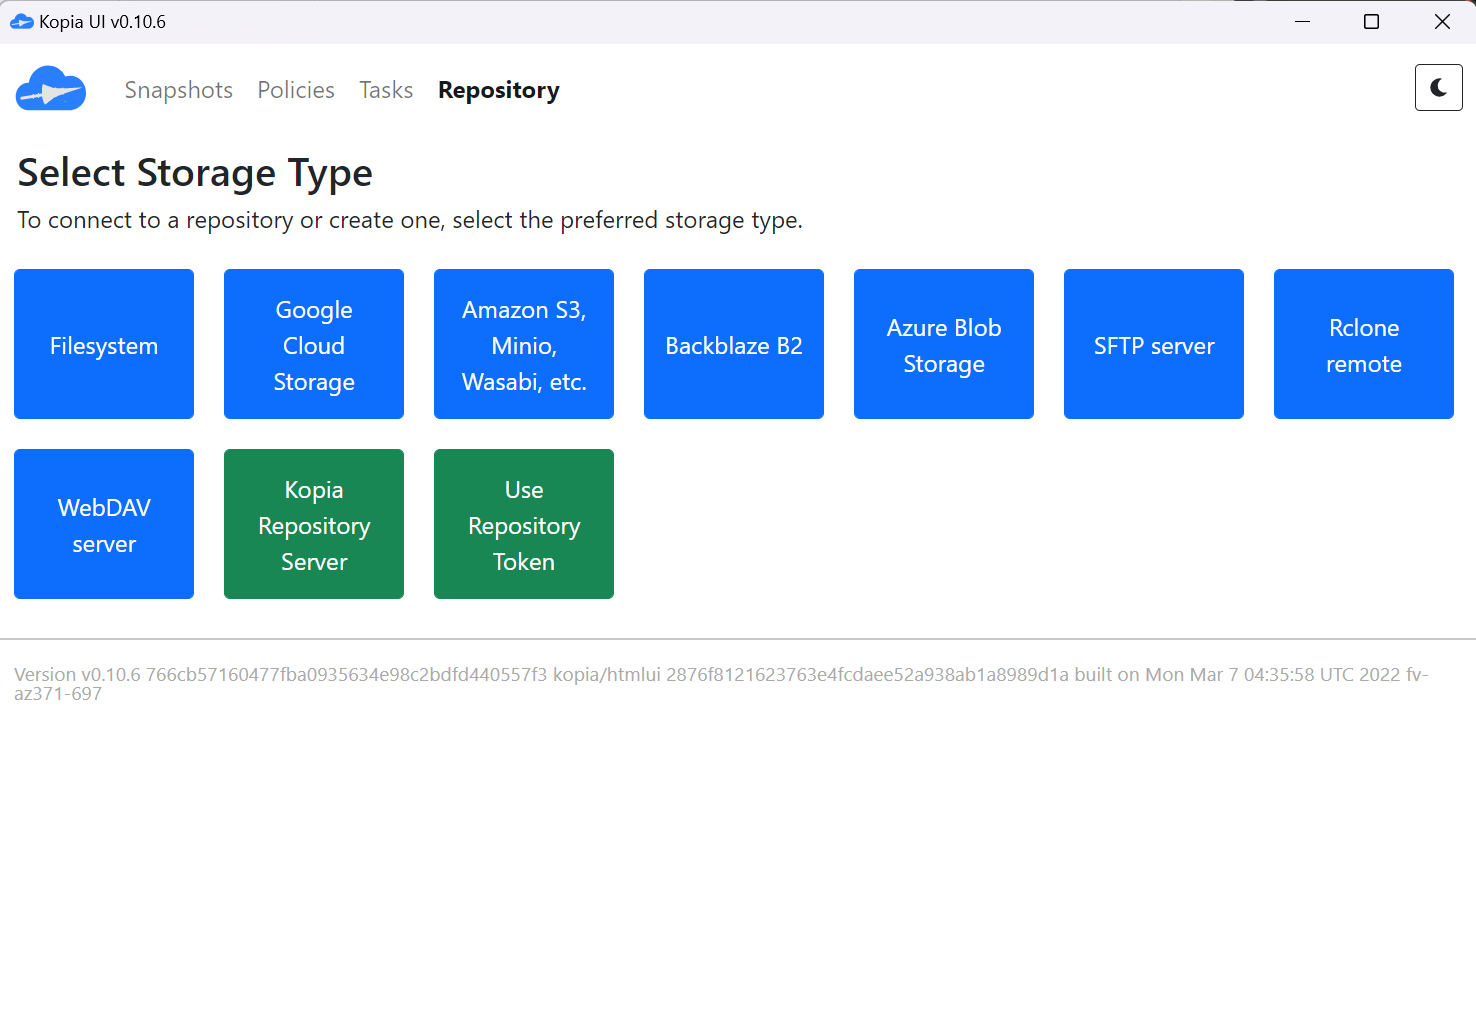 Kopia UI v0.10.6
Snapshots Policies Tasks Repository
Select Storage Type
To connect to a repository or create one, select the preferred storage type.
Filesystem
Google
Cloud
Storage
Amazon S3,
Minio,
Wasabi, etc.
Backblaze B2
Azure Blob
Storage
SFTP server
Rclone
remote
WebDAV
server
Kopia
Repository
Server
Use
Repository
Token
Version v0.10.6 766cb57160477fba0935634e98c2bdfd440557f3 kopia/htmlui 2876f8121623763e4fcdaee52a938ab1a8989d1a built on Mon Mar 7 04:35:58 UTC 2022 fv-
az371-697